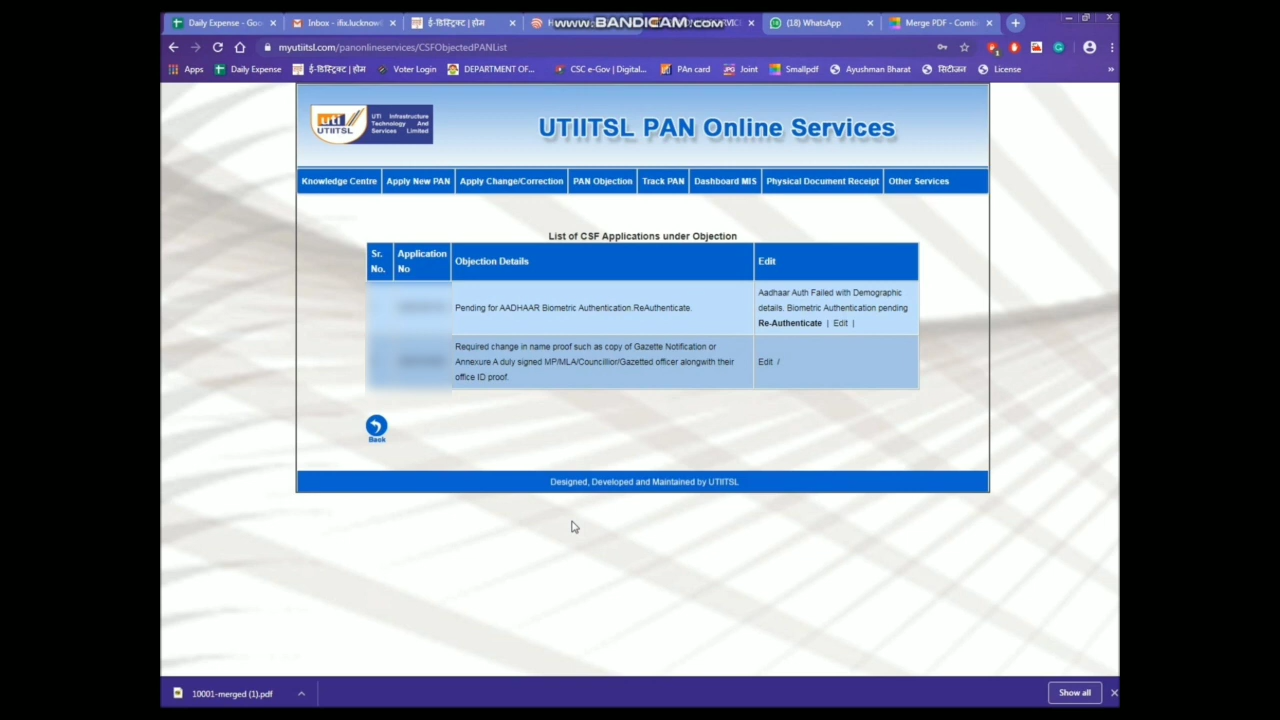 Daily Expense - Goo
Inbox - ifix.lucknow
ई-डिस्ट्रिक्ट | होम
www.BANDICAM.com
(18) WhatsApp
Merge PDF - Comb
myutiitsl.com/panonlineservices/CSFObjectedPANList
Apps
Daily Expense
ई-डिस्ट्रिक्ट | होम
Voter Login
DEPARTMENT OF...
CSC e-Gov | Digital...
PAn card
Joint
Smallpdf
Ayushman Bharat
सिटीजन
License
uti
UTIITSL
UTI Infrastructure
Technology And
Services Limited
UTIITSL PAN Online Services
Knowledge Centre
Apply New PAN
Apply Change/Correction
PAN Objection
Track PAN
Dashboard MIS
Physical Document Receipt
Other Services
List of CSF Applications under Objection
Sr. No.
Application No
Objection Details
Edit
Pending for AADHAAR Biometric Authentication.ReAuthenticate.
Aadhaar Auth Failed with Demographic
details. Biometric Authentication pending
Re-Authenticate | Edit |
Required change in name proof such as copy of Gazette Notification or
Annexure A duly signed MP/MLA/Councillior/Gazetted officer alongwith their
office ID proof.
Edit /
Back
Designed, Developed and Maintained by UTIITSL
10001-merged (1).pdf
Show all